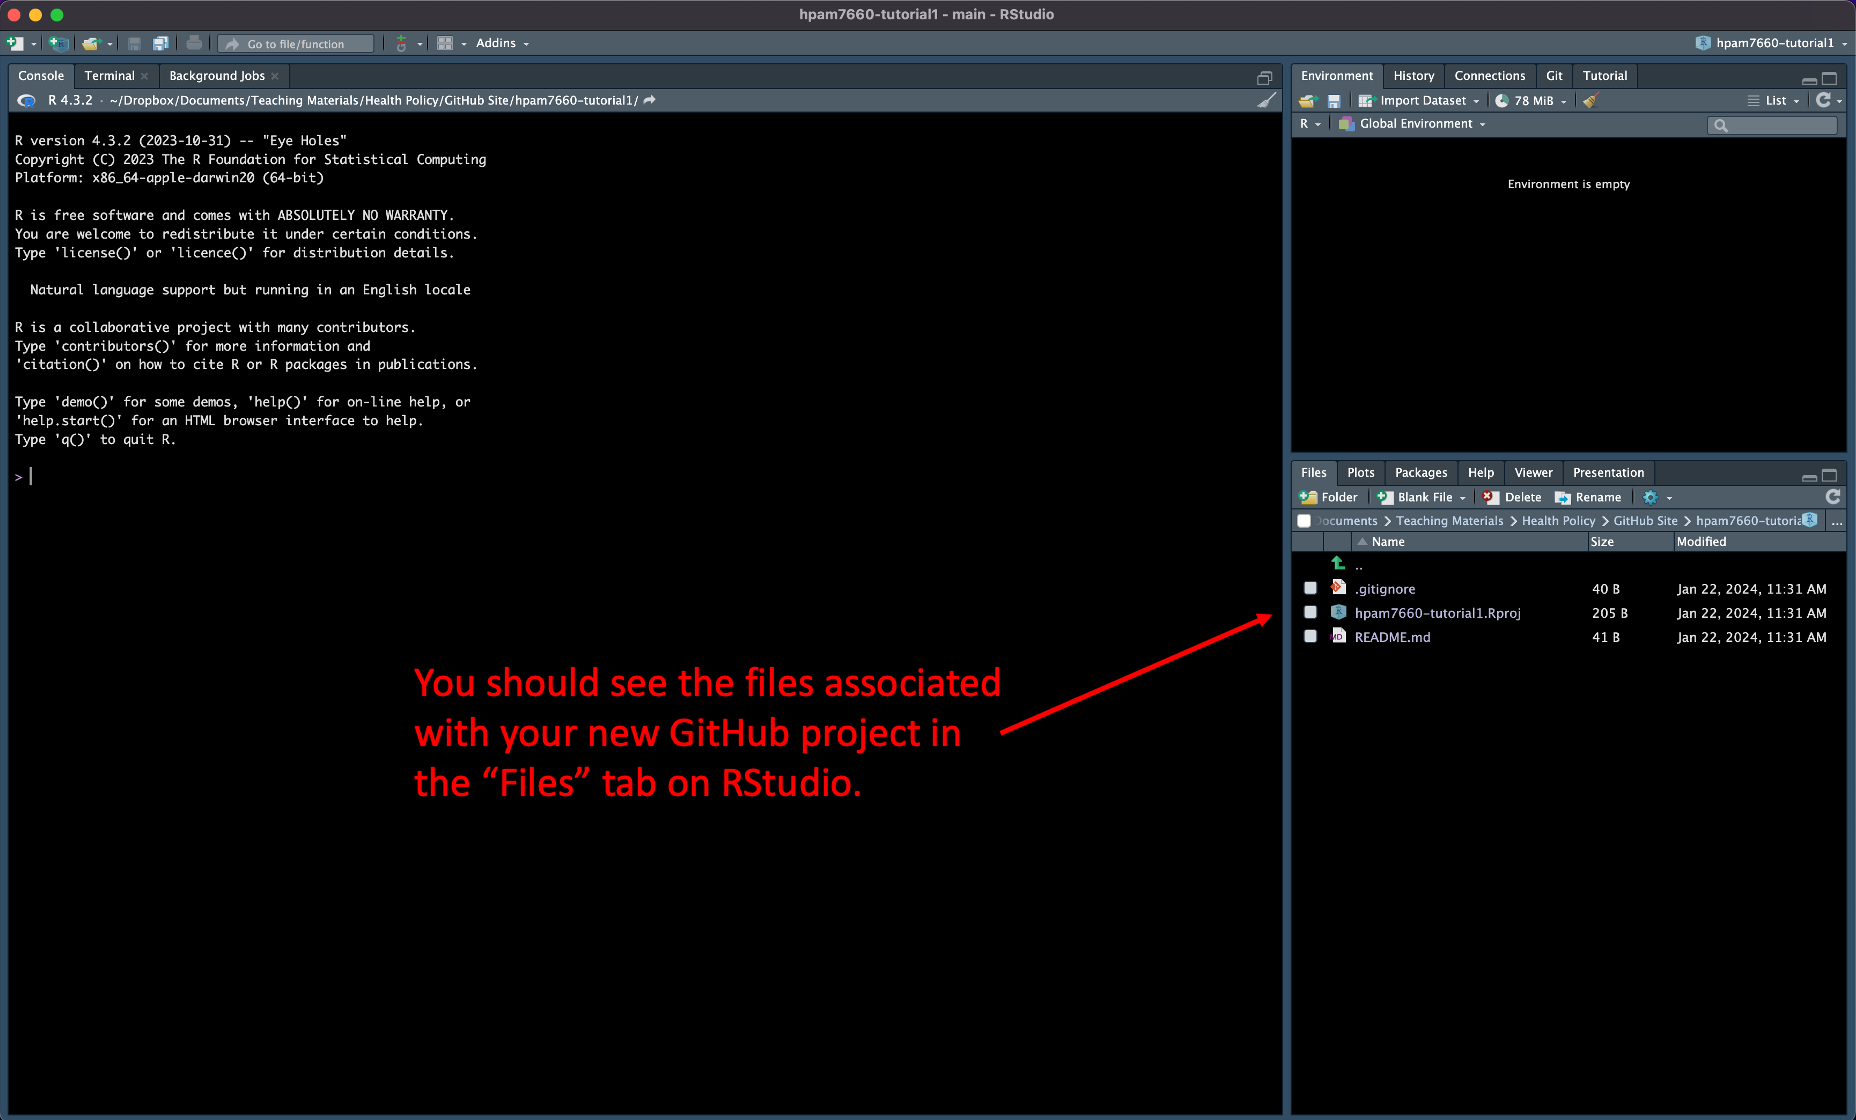 hpam7660-tutorial1 - main - RStudio
Go to file/function
Addins
hpam7660-tutorial1
Console Terminal Background Jobs
R 4.3.2 · ~/Dropbox/Documents/Teaching Materials/Health Policy/GitHub Site/hpam7660-tutorial1/
R version 4.3.2 (2023-10-31) -- "Eye Holes"
Copyright (C) 2023 The R Foundation for Statistical Computing
Platform: x86_64-apple-darwin20 (64-bit)
R is free software and comes with ABSOLUTELY NO WARRANTY.
You are welcome to redistribute it under certain conditions.
Type 'license()' or 'licence()' for distribution details.
Natural language support but running in an English locale
R is a collaborative project with many contributors.
Type 'contributors()' for more information and
'citation()' on how to cite R or R packages in publications.
Type 'demo()' for some demos, 'help()' for on-line help, or
'help.start()' for an HTML browser interface to help.
Type 'q()' to quit R.
>
You should see the files associated
with your new GitHub project in
the “Files” tab on RStudio.
Environment History Connections Git Tutorial
Import Dataset 78 MiB List
R Global Environment
Environment is empty
Files Plots Packages Help Viewer Presentation
Folder Blank File Delete Rename
ocuments Teaching Materials Health Policy GitHub Site hpam7660-tutoria ...
Name Size Modified
..
.gitignore 40 B Jan 22, 2024, 11:31 AM
hpam7660-tutorial1.Rproj 205 B Jan 22, 2024, 11:31 AM
README.md 41 B Jan 22, 2024, 11:31 AM